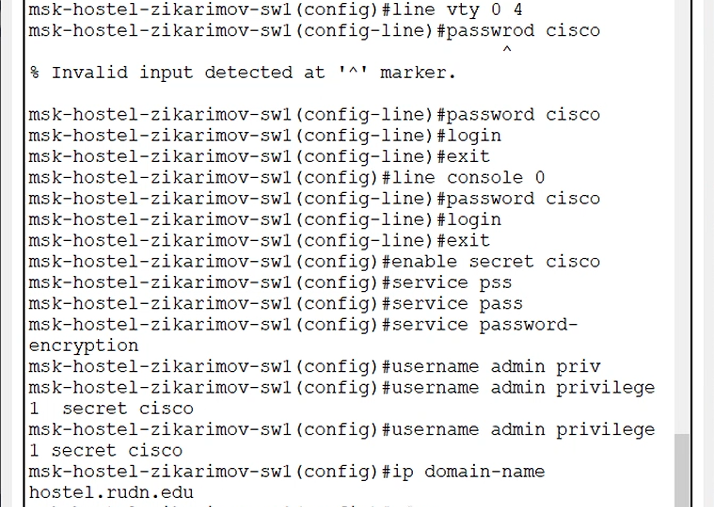 msk-hostel-zikarimov-sw1(config)#line vty 0 4
msk-hostel-zikarimov-sw1(config-line)#passwrod cisco
^
% Invalid input detected at '^' marker.
msk-hostel-zikarimov-sw1(config-line)#password cisco
msk-hostel-zikarimov-sw1(config-line)#login
msk-hostel-zikarimov-sw1(config-line)#exit
msk-hostel-zikarimov-sw1(config)#line console 0
msk-hostel-zikarimov-sw1(config-line)#password cisco
msk-hostel-zikarimov-sw1(config-line)#login
msk-hostel-zikarimov-sw1(config-line)#exit
msk-hostel-zikarimov-sw1(config)#enable secret cisco
msk-hostel-zikarimov-sw1(config)#service pss
msk-hostel-zikarimov-sw1(config)#service pass
msk-hostel-zikarimov-sw1(config)#service password-
encryption
msk-hostel-zikarimov-sw1(config)#username admin priv
msk-hostel-zikarimov-sw1(config)#username admin privilege
1  secret cisco
msk-hostel-zikarimov-sw1(config)#username admin privilege
1 secret cisco
msk-hostel-zikarimov-sw1(config)#ip domain-name
hostel.rudn.edu